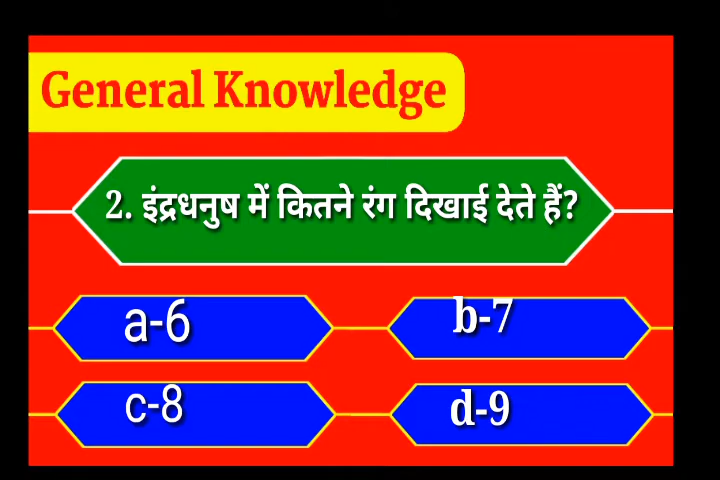 General Knowledge
2. इंद्रधनुष में कितने रंग दिखाई देते हैं?
a-6
b-7
c-8
d-9